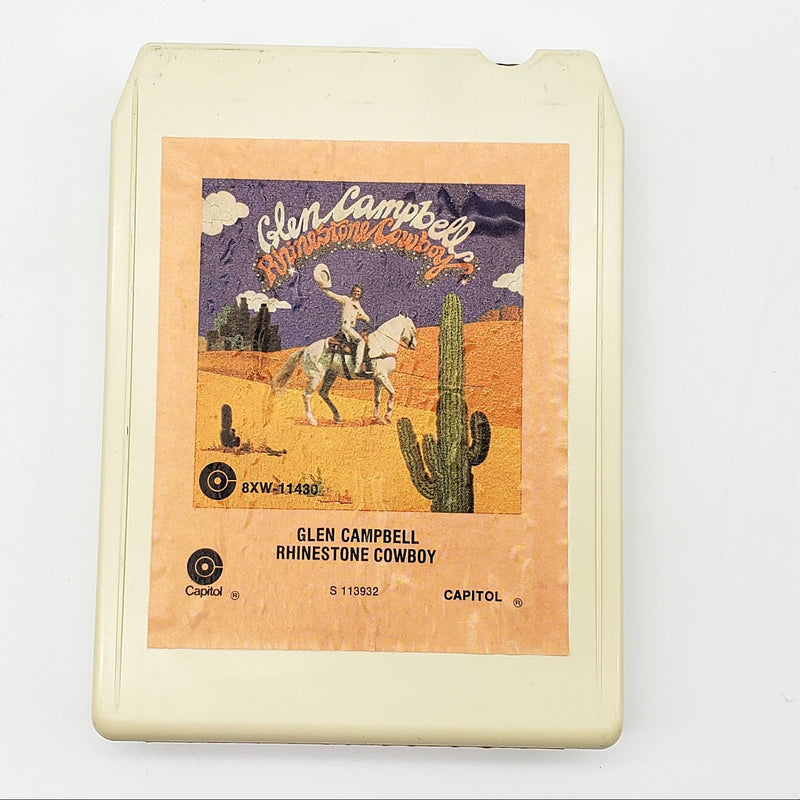 Glen Campbell
Rhinestone Cowboy
8XW-11430
GLEN CAMPBELL
RHINESTONE COWBOY
Capitol ®
S 113932
CAPITOL ®